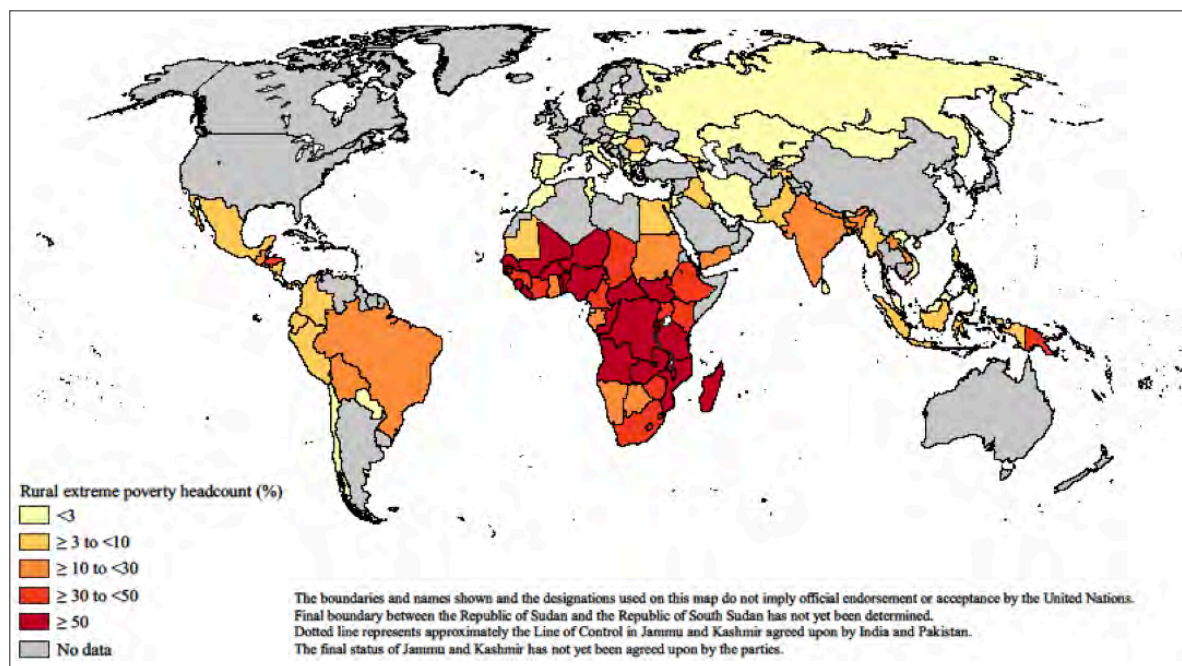 Rural extreme poverty headcount (%)
<3
≥ 3 to <10
≥ 10 to <30
≥ 30 to <50
≥ 50
No data
The boundaries and names shown and the designations used on this map do not imply official endorsement or acceptance by the United Nations.
Final boundary between the Republic of Sudan and the Republic of South Sudan has not yet been determined.
Dotted line represents approximately the Line of Control in Jammu and Kashmir agreed upon by India and Pakistan.
The final status of Jammu and Kashmir has not yet been agreed upon by the parties.